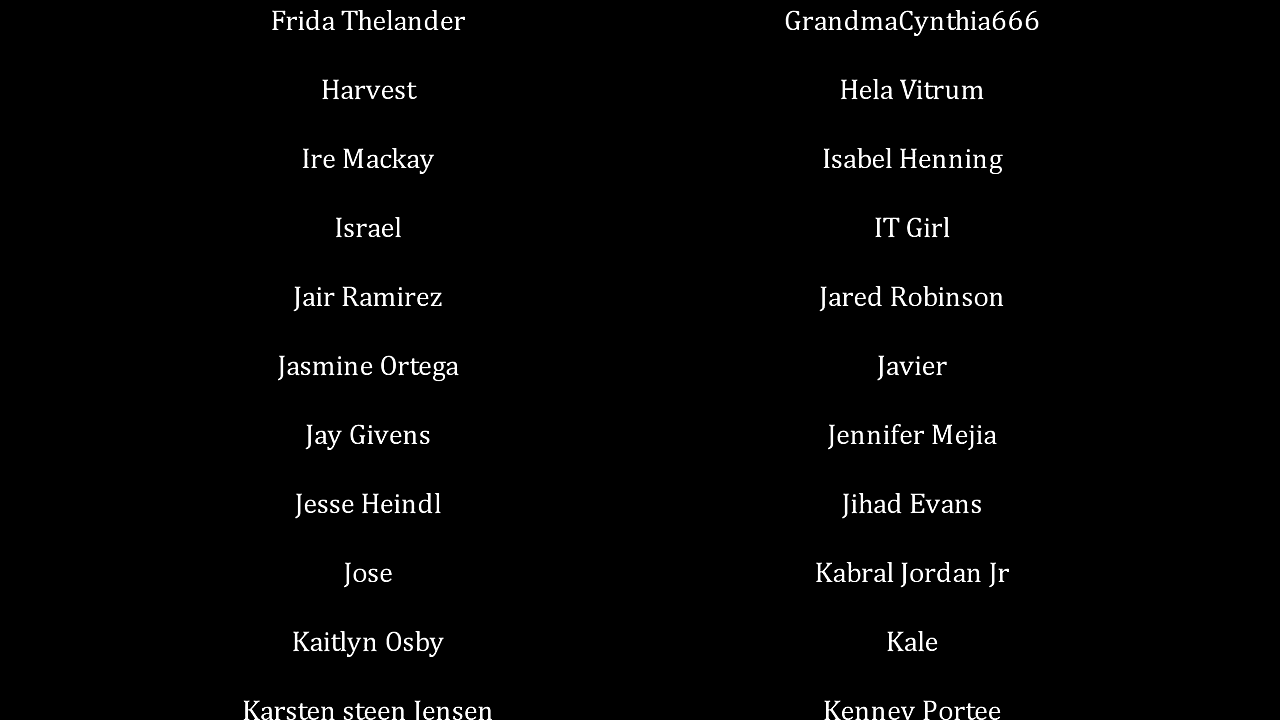 Frida Thelander GrandmaCynthia666
Harvest Hela Vitrum
Ire Mackay Isabel Henning
Israel IT Girl
Jair Ramirez Jared Robinson
Jasmine Ortega Javier
Jay Givens Jennifer Mejia
Jesse Heindl Jihad Evans
Jose Kabral Jordan Jr
Kaitlyn Osby Kale
Karsten steen Jensen Kenney Portee